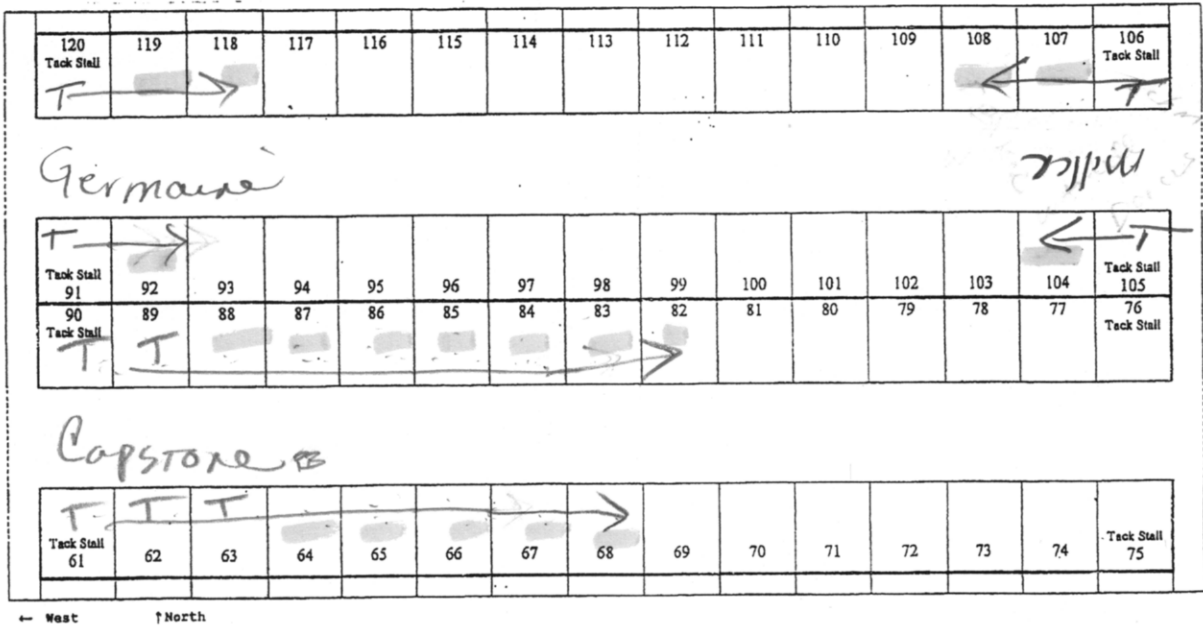 120 119 118 117 116 115 114 113 112 111 110 109 108 107 106
Tack Stall Tack Stall
T T
Germaine Miller
T T
Tack Stall Tack Stall
91 92 93 94 95 96 97 98 99 100 101 102 103 104 105
90 89 88 87 86 85 84 83 82 81 80 79 78 77 76
Tack Stall Tack Stall
T T
Capstone
T T T
Tack Stall Tack Stall
61 62 63 64 65 66 67 68 69 70 71 72 73 74 75
← West ↑North